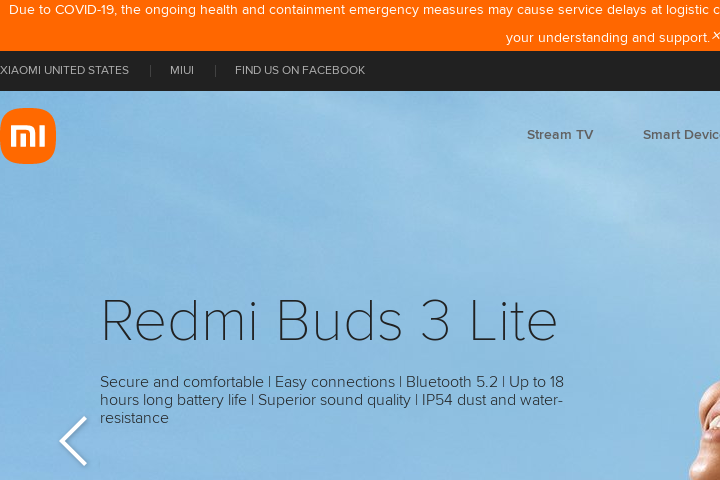 Due to COVID-19, the ongoing health and containment emergency measures may cause service delays at logistic
your understanding and support.
XIAOMI UNITED STATES
MIUI
FIND US ON FACEBOOK
mi
Stream TV
Smart
Redmi Buds 3 Lite
Secure and comfortable | Easy connections | Bluetooth 5.2 | Up to 18
hours long battery life | Superior sound quality | IP54 dust and water-
resistance